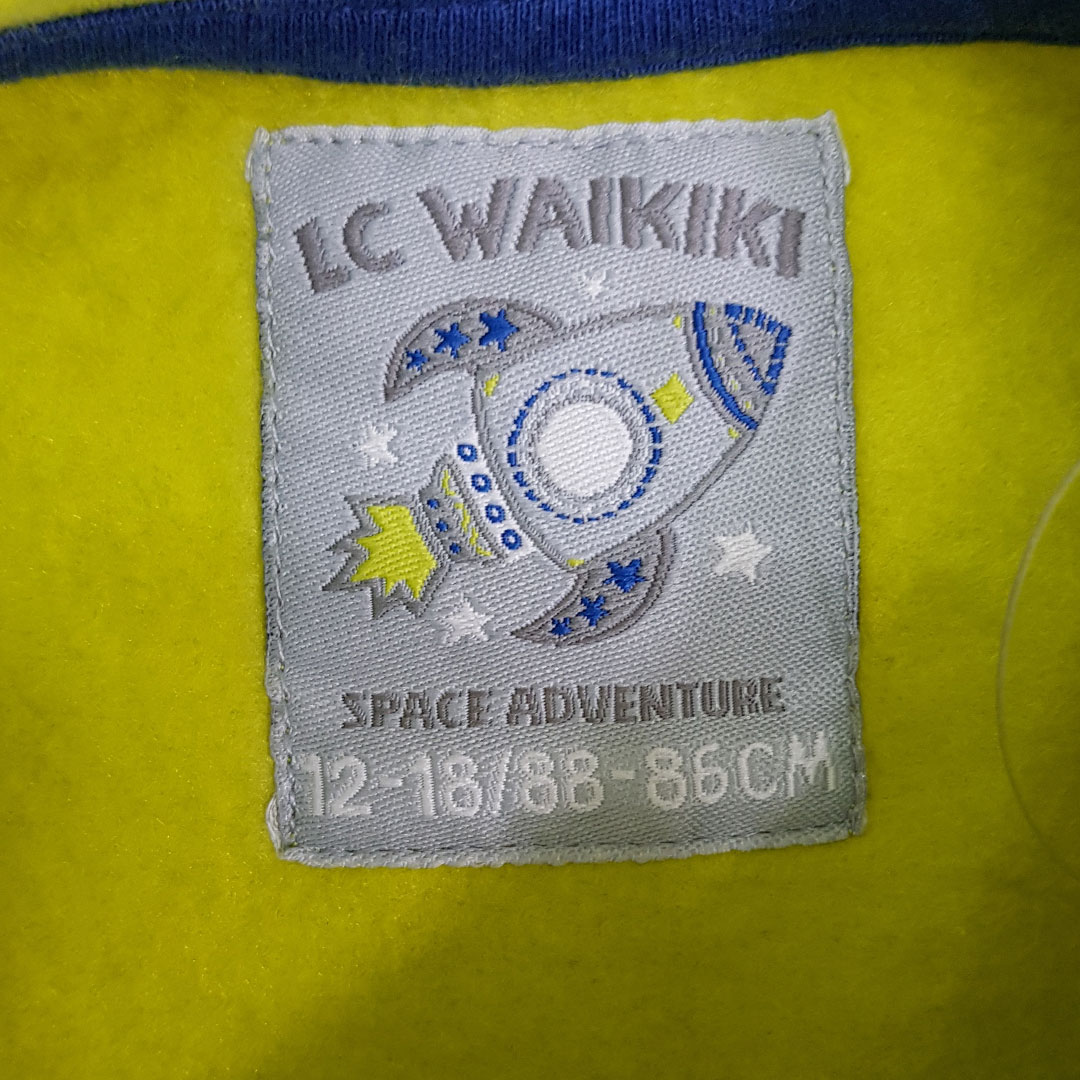 LC WAIKIKI
SPACE ADVENTURE
12-18/88-86CM